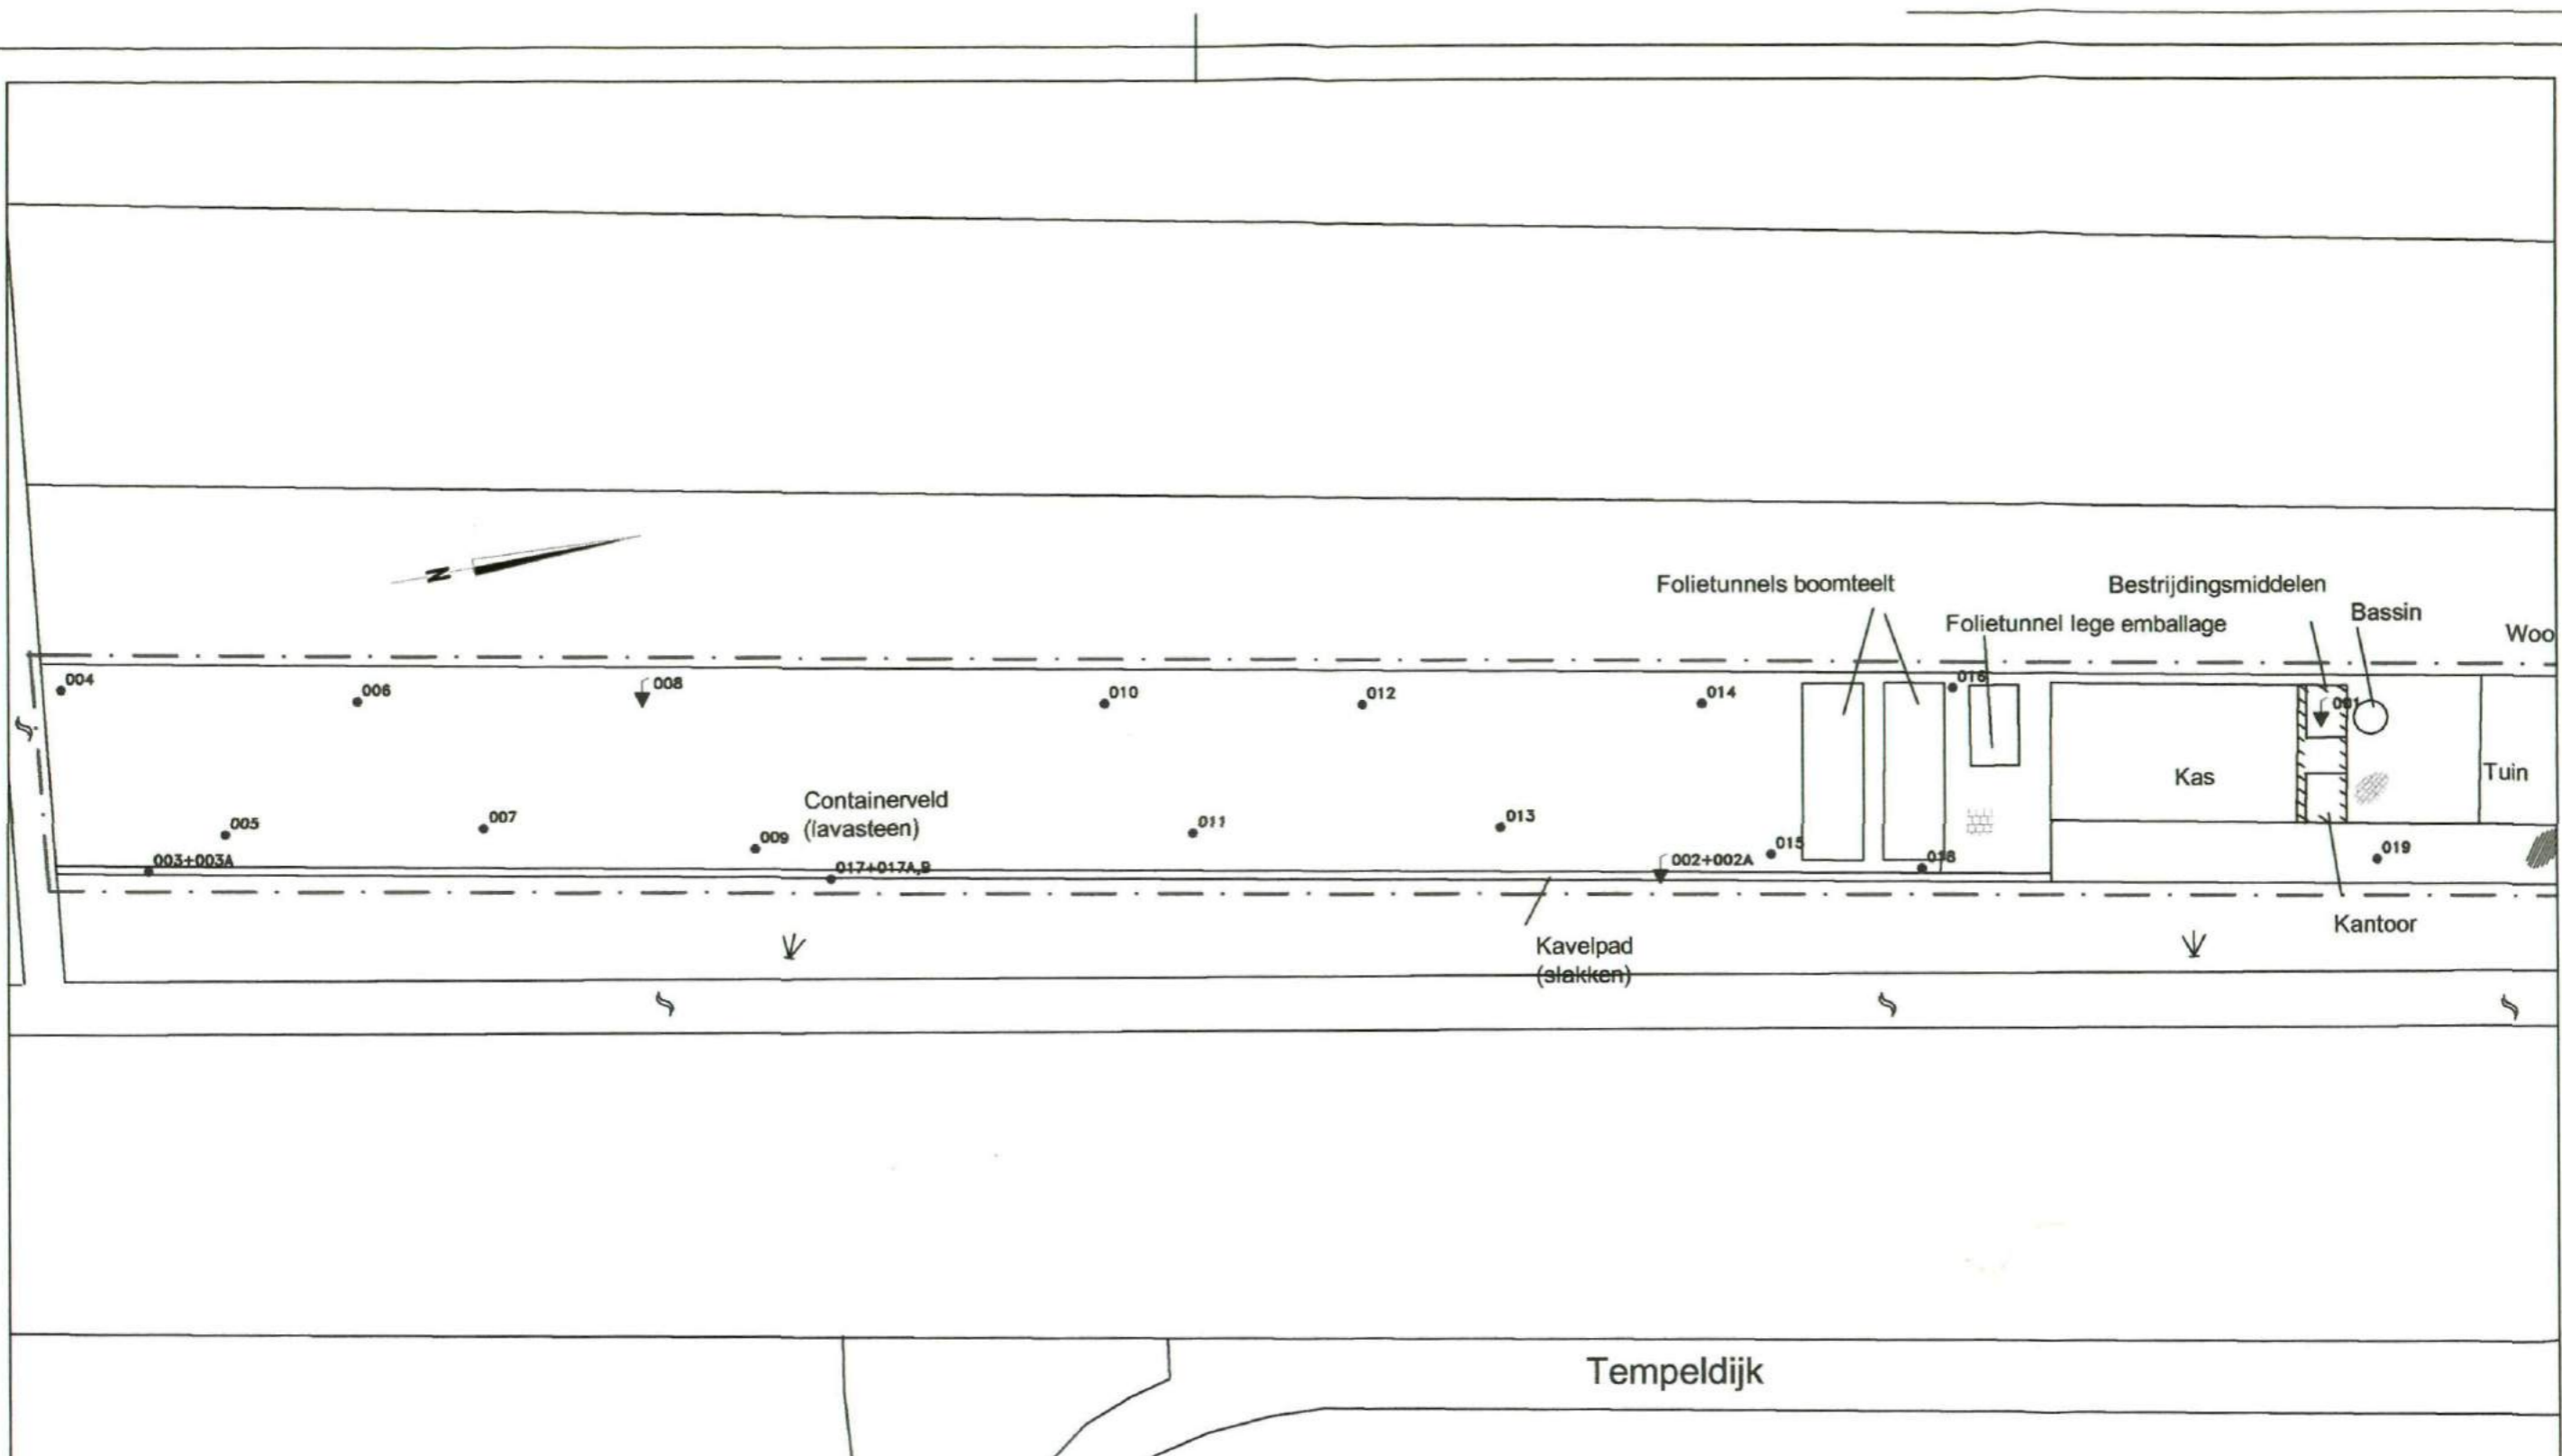 N
Folietunnels boomteelt
Bestrijdingsmiddelen
Bassin
Folietunnel lege emballage
Woo
004
006
008
010
012
014
016
001
Kas
Tuin
Containerveld
(lavasteen)
005
007
009
011
013
015
003+003A
017+017A,B
002+002A
018
019
Kavelpad
(slakken)
Kantoor
Tempeldijk